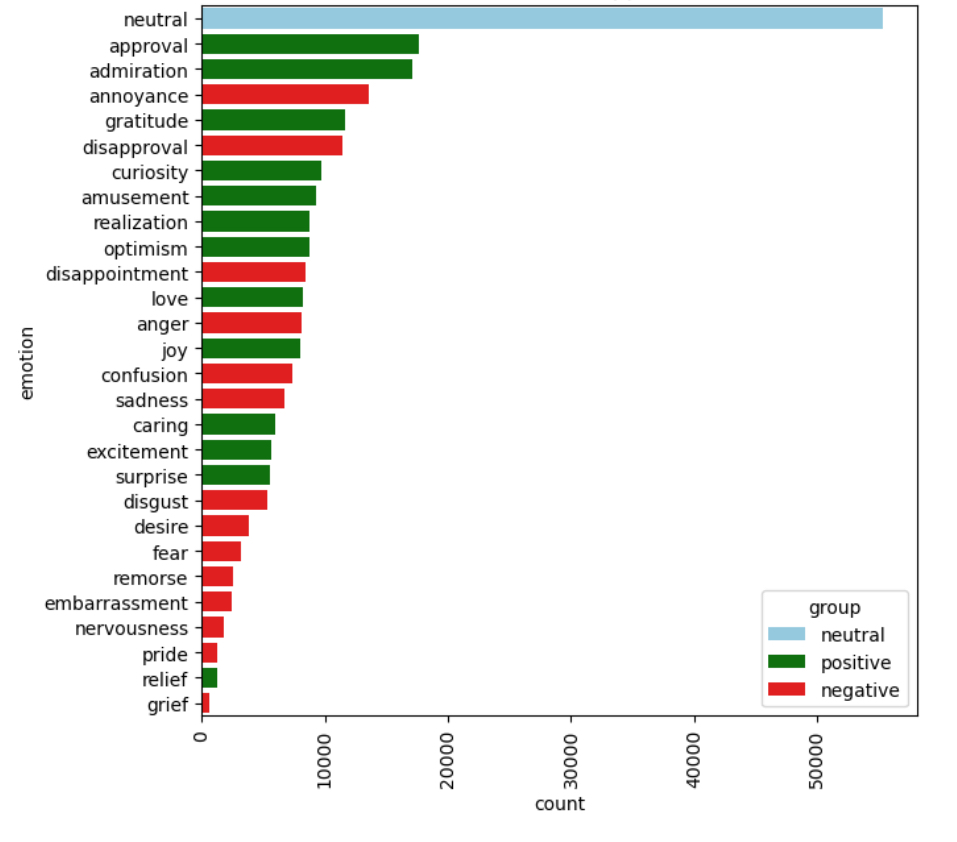 neutral
approval
admiration
annoyance
gratitude
disapproval
curiosity
amusement
realization
optimism
disappointment
love
anger
joy
confusion
sadness
caring
excitement
surprise
disgust
desire
fear
remorse
embarrassment
nervousness
pride
relief
grief
emotion
group
neutral
positive
negative
0
10000
20000
30000
40000
50000
count